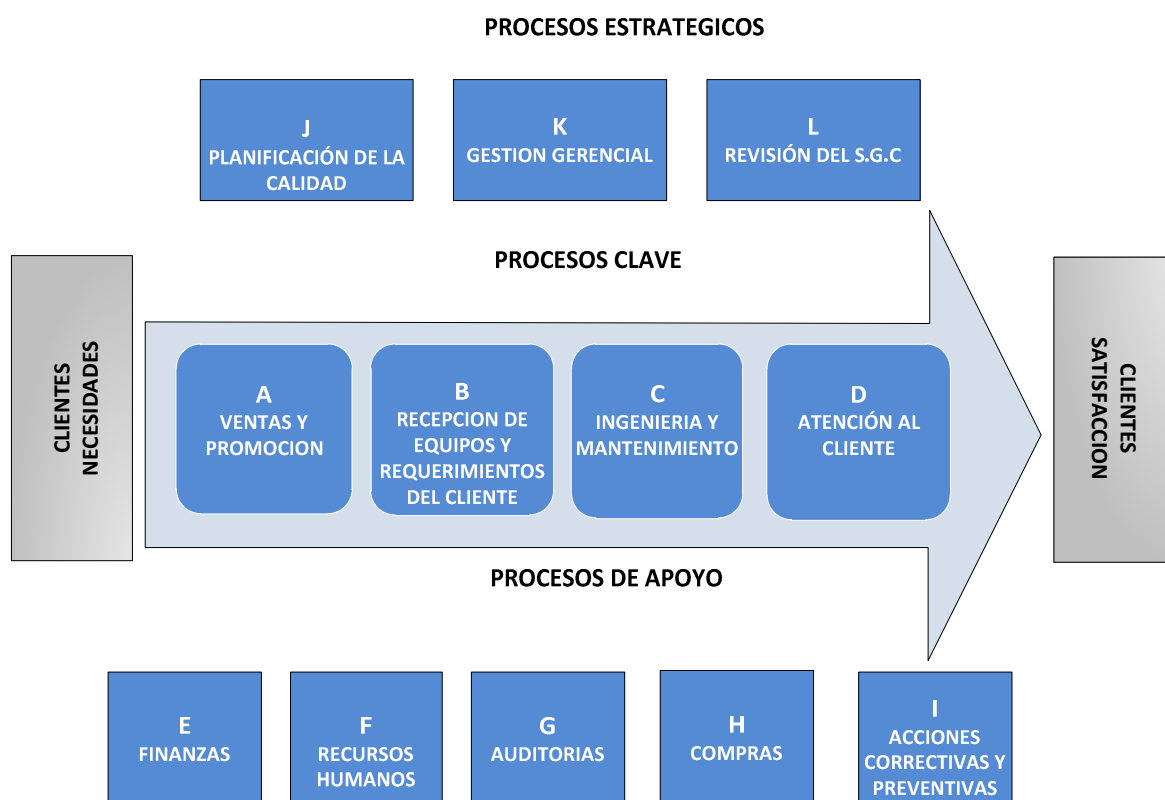 PROCESOS ESTRATEGICOS
J
PLANIFICACIÓN DE LA
CALIDAD
K
GESTION GERENCIAL
L
REVISIÓN DEL S.G.C
PROCESOS CLAVE
CLIENTES
NECESIDADES
A
VENTAS Y
PROMOCION
B
RECEPCION DE
EQUIPOS Y
REQUERIMIENTOS
DEL CLIENTE
C
INGENIERIA Y
MANTENIMIENTO
D
ATENCIÓN AL
CLIENTE
CLIENTES
SATISFACCION
PROCESOS DE APOYO
E
FINANZAS
F
RECURSOS
HUMANOS
G
AUDITORIAS
H
COMPRAS
I
ACCIONES
CORRECTIVAS Y
PREVENTIVAS